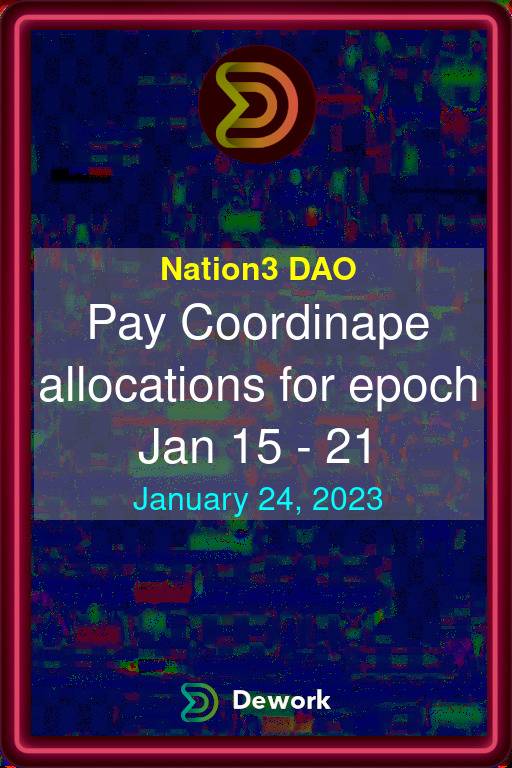 Nation3 DAO
Pay Coordinape
allocations for epoch
Jan 15 - 21
January 24, 2023
Dework